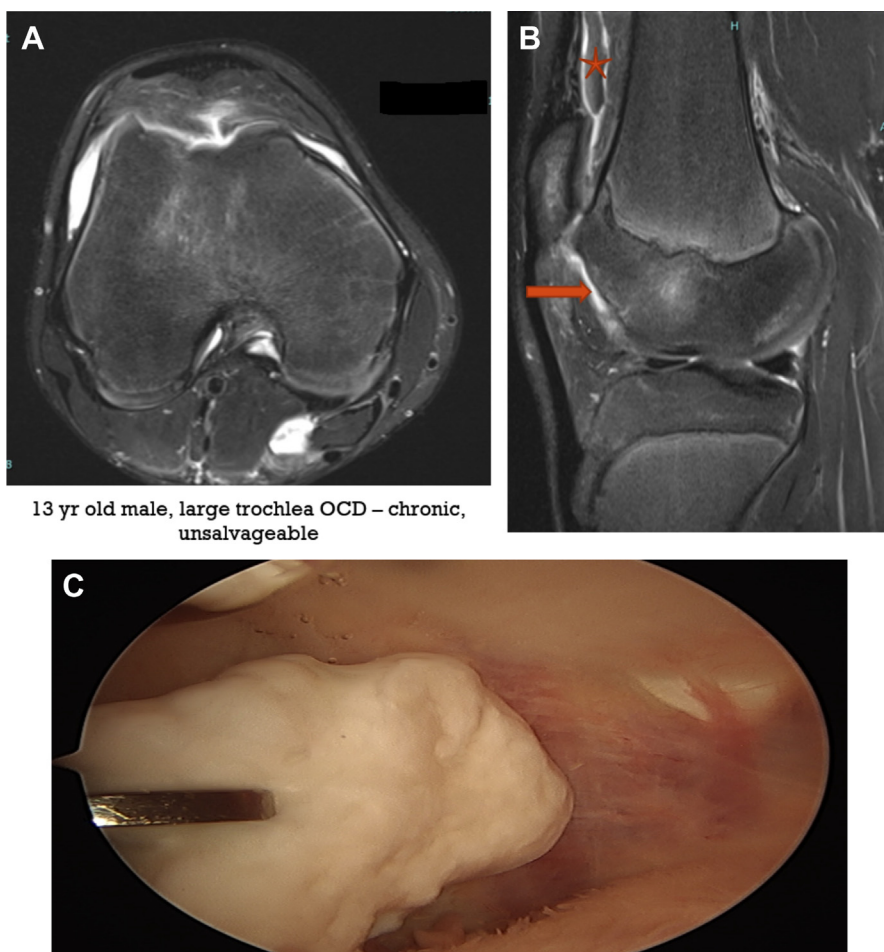 A
B
H
A
13 yr old male, large trochlea OCD – chronic,
unsalvageable
C